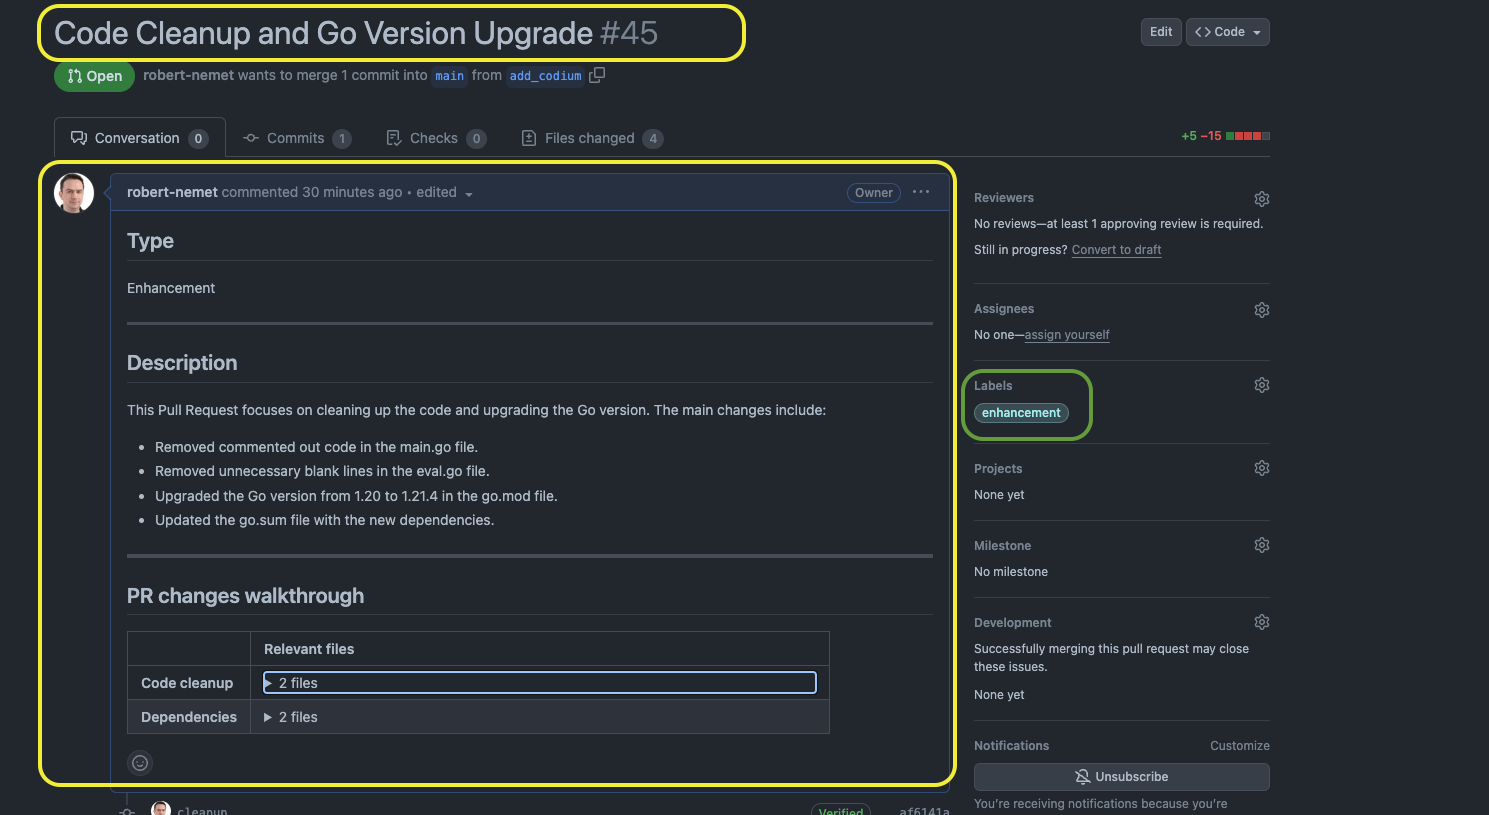 Code Cleanup and Go Version Upgrade #45
Edit
<> Code
Open
robert-nemet wants to merge 1 commit into main from add_codium
Conversation 0
Commits 1
Checks 0
Files changed 4
+5 −15
robert-nemet commented 30 minutes ago • edited
Owner
Type
Enhancement
Description
This Pull Request focuses on cleaning up the code and upgrading the Go version. The main changes include:
• Removed commented out code in the main.go file.
• Removed unnecessary blank lines in the eval.go file.
• Upgraded the Go version from 1.20 to 1.21.4 in the go.mod file.
• Updated the go.sum file with the new dependencies.
PR changes walkthrough
Relevant files
Code cleanup
2 files
Dependencies
2 files
cleanup
Verified
af6141a
Reviewers
No reviews—at least 1 approving review is required.
Still in progress? Convert to draft
Assignees
No one—assign yourself
Labels
enhancement
Projects
None yet
Milestone
No milestone
Development
Successfully merging this pull request may close
these issues.
None yet
Notifications
Customize
Unsubscribe
You're receiving notifications because you're